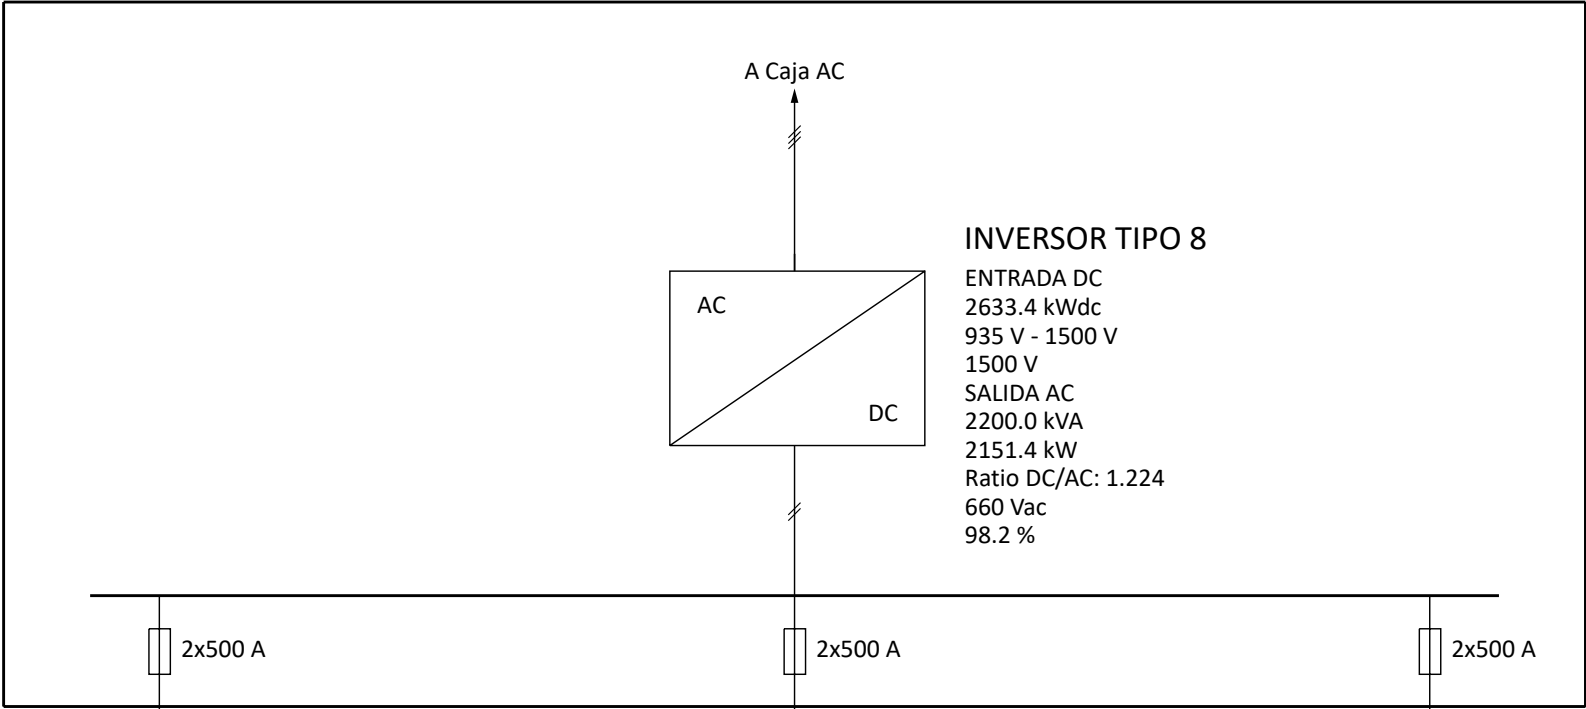 A Caja AC
INVERSOR TIPO 8
ENTRADA DC
2633.4 kWdc
935 V - 1500 V
1500 V
SALIDA AC
2200.0 kVA
2151.4 kW
Ratio DC/AC: 1.224
660 Vac
98.2 %
AC
DC
2x500 A
2x500 A
2x500 A